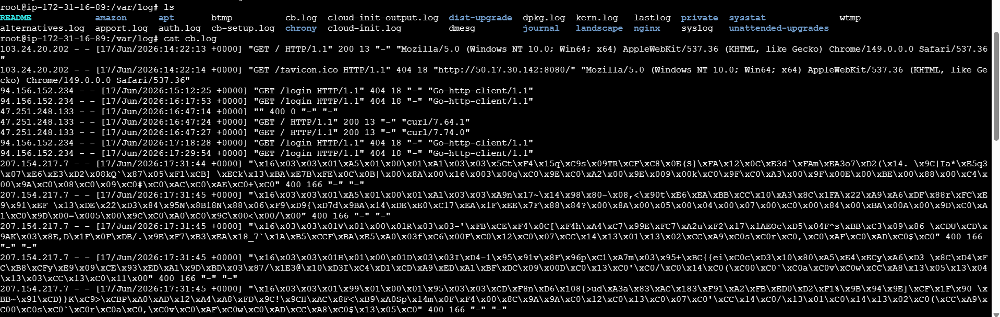 root@ip-172-31-16-89:/var/log# ls
README               amazon      apt       btmp          cb.log  cloud-init-output.log  dist-upgrade  dpkg.log  kern.log   lastlog  private  sysstat              wtmp
alternatives.log  apport.log  auth.log  cb-setup.log  chrony  cloud-init.log         dmesg         journal   landscape  nginx    syslog   unattended-upgrades
root@ip-172-31-16-89:/var/log# cat cb.log
103.24.20.202 - - [17/Jun/2026:14:22:13 +0000] "GET / HTTP/1.1" 200 13 "-" "Mozilla/5.0 (Windows NT 10.0; Win64; x64) AppleWebKit/537.36 (KHTML, like Gecko) Chrome/149.0.0.0 Safari/537.36
"
103.24.20.202 - - [17/Jun/2026:14:22:14 +0000] "GET /favicon.ico HTTP/1.1" 404 18 "http://50.17.30.142:8080/" "Mozilla/5.0 (Windows NT 10.0; Win64; x64) AppleWebKit/537.36 (KHTML, like Ge
cko) Chrome/149.0.0.0 Safari/537.36"
94.156.152.234 - - [17/Jun/2026:15:12:25 +0000] "GET /login HTTP/1.1" 404 18 "-" "Go-http-client/1.1"
94.156.152.234 - - [17/Jun/2026:16:17:53 +0000] "GET /login HTTP/1.1" 404 18 "-" "Go-http-client/1.1"
47.251.248.133 - - [17/Jun/2026:16:47:14 +0000] "" 400 0 "-" "-"
47.251.248.133 - - [17/Jun/2026:16:47:24 +0000] "GET / HTTP/1.1" 200 13 "-" "curl/7.64.1"
47.251.248.133 - - [17/Jun/2026:16:47:27 +0000] "GET / HTTP/1.1" 200 13 "-" "curl/7.74.0"
94.156.152.234 - - [17/Jun/2026:17:18:28 +0000] "GET /login HTTP/1.1" 404 18 "-" "Go-http-client/1.1"
94.156.152.234 - - [17/Jun/2026:17:29:54 +0000] "GET /login HTTP/1.1" 404 18 "-" "Go-http-client/1.1"
207.154.217.7 - - [17/Jun/2026:17:31:44 +0000] "\x16\x03\x03\x01\xA5\x01\x00\x01\xA1\x03\x03\x5Ct\xF4\x15q\xC9s\x09TR\xCF\xC8\x0E(S]\xFA\x12\x0C\xE3d`\xFAm\xEA3o7\xD2(\x14. \x9C|Ia*\xE5q3
\x07\xE6\xE3\xD2\x08kQ`\x87\x05\xF1\xCB] \xECk\x13\xBA\xE7B\xFE\x0C\x0B|\x00\x8A\x00\x16\x003\x00g\xC0\x9E\xC0\xA2\x00\x9E\x009\x00k\xC0\x9F\xC0\xA3\x00\x9F\x00E\x00\xBE\x00\x88\x00\xC4\x
00\x9A\xC0\x08\xC0\x09\xC0#\xC0\xAC\xC0\xAE\xC0+\xC0" 400 166 "-" "-"
207.154.217.7 - - [17/Jun/2026:17:31:45 +0000] "\x16\x03\x03\x01\xA5\x01\x00\x01\xA1\x03\x03\xA9n\x17~\x14\x98\x80-\x08,<\x90t\xE6\xEA\xBB\xCC\x10\xA3\x8C\x1FA\x22\xA9\xA6\xDF\x88r\xFC\xE
9\x91\xEF \x13\xDE\x22\xD3\x84\x95N\x8B18N\x88\x06\xF9\xD9{\xD7d\x9BA\x14\xDE\xE0\xC17\xEA\x1F\xEE\x7F\x88\x84?\x00\x8A\x00\x05\x00\x04\x00\x07\x00\xC0\x00\x84\x00\xBA\x00A\x00\x9D\xC0\xA
1\xC0\x9D\x00=\x005\x00\x9C\xC0\xA0\xC0\x9C\x00<\x00/\x00" 400 166 "-" "-"
207.154.217.7 - - [17/Jun/2026:17:31:45 +0000] "\x16\x03\x03\x01V\x01\x00\x01R\x03\x03-'\xFB\xCE\xF4\x0C[\xF4h\xA4\xC7\x99E\xFC7\xA2u\xF2\x17\x1AEOc\xD5\x04F^s\xBB\xC3\x09\x86 \xCDU\xCD\x
9AK\x03\x8E,D\x1F\x0F\xDB/.\x9E\xF7\xB3\xEA\x18_7`\x1A\xB5\xCCF\xBA\xE5\xA0\x03f\xC6\x00F\xC0\x12\xC0\x07\xCC\x14\x13\x01\x13\x02\xCC\xA9\xC0s\xC0r\xC0,\xC0\xAF\xC0\xAD\xC0$\xC0" 400 166
"-" "-"
207.154.217.7 - - [17/Jun/2026:17:31:45 +0000] "\x16\x03\x03\x01H\x01\x00\x01D\x03\x03I\xD4-1\x95\x91v\x8F\x96p\xC1\xA7m\x03\x95+\xBC{{ei\xC0c\xD3\x10\x80\xA5\xE4\xECy\xA6\xD3 \x8C\xD4\xF
C\xB8\xCFy\xE9\x09\xCE\x93\xED\xA1\x9D\xBD\x03\x87/\x1E3@\x10\xD3I\xC4\xD1\xCD\xA9\xED\xA1\xBF\xDC\x09\x00D\xC0\x13\xC0'\xC0/\xC0\x14\xC0(\xC00\xC0`\xC0a\xC0v\xC0w\xCC\xA8\x13\x05\x13\x04
\x13\x03\xCC\x13\xC0\x11\x00" 400 166 "-" "-"
207.154.217.7 - - [17/Jun/2026:17:31:45 +0000] "\x16\x03\x03\x01\x99\x01\x00\x01\x95\x03\x03\xCD\xF8n\xD6\x108{>ud\xA3a\x83\xAC\x183\xF91\xA2\xFB\xED0\xD2\xF1%\x9B\x94\x9E]\xCF\x1F\x90 \x
BB~\x91\xCD))K\xC9>\xCBP\xA0\xAD\x12\xA4\xA8\xFD\x9C!\x9CH\xAC\x8F<\xB9\xA0Sp\x14m\x0F\xF4\x00\x8C\x9A\x9A\xC0\x12\xC0\x13\xC0\x07\xC0'\xCC\x14\xC0/\x13\x01\xC0\x14\x13\x02\xC0(\xCC\xA9\x
C00\xC0s\xC0`\xC0r\xC0a\xC0,\xC0v\xC0\xAF\xC0w\xC0\xAD\xCC\xA8\xC0$\x13\x05\xC0" 400 166 "-" "-"